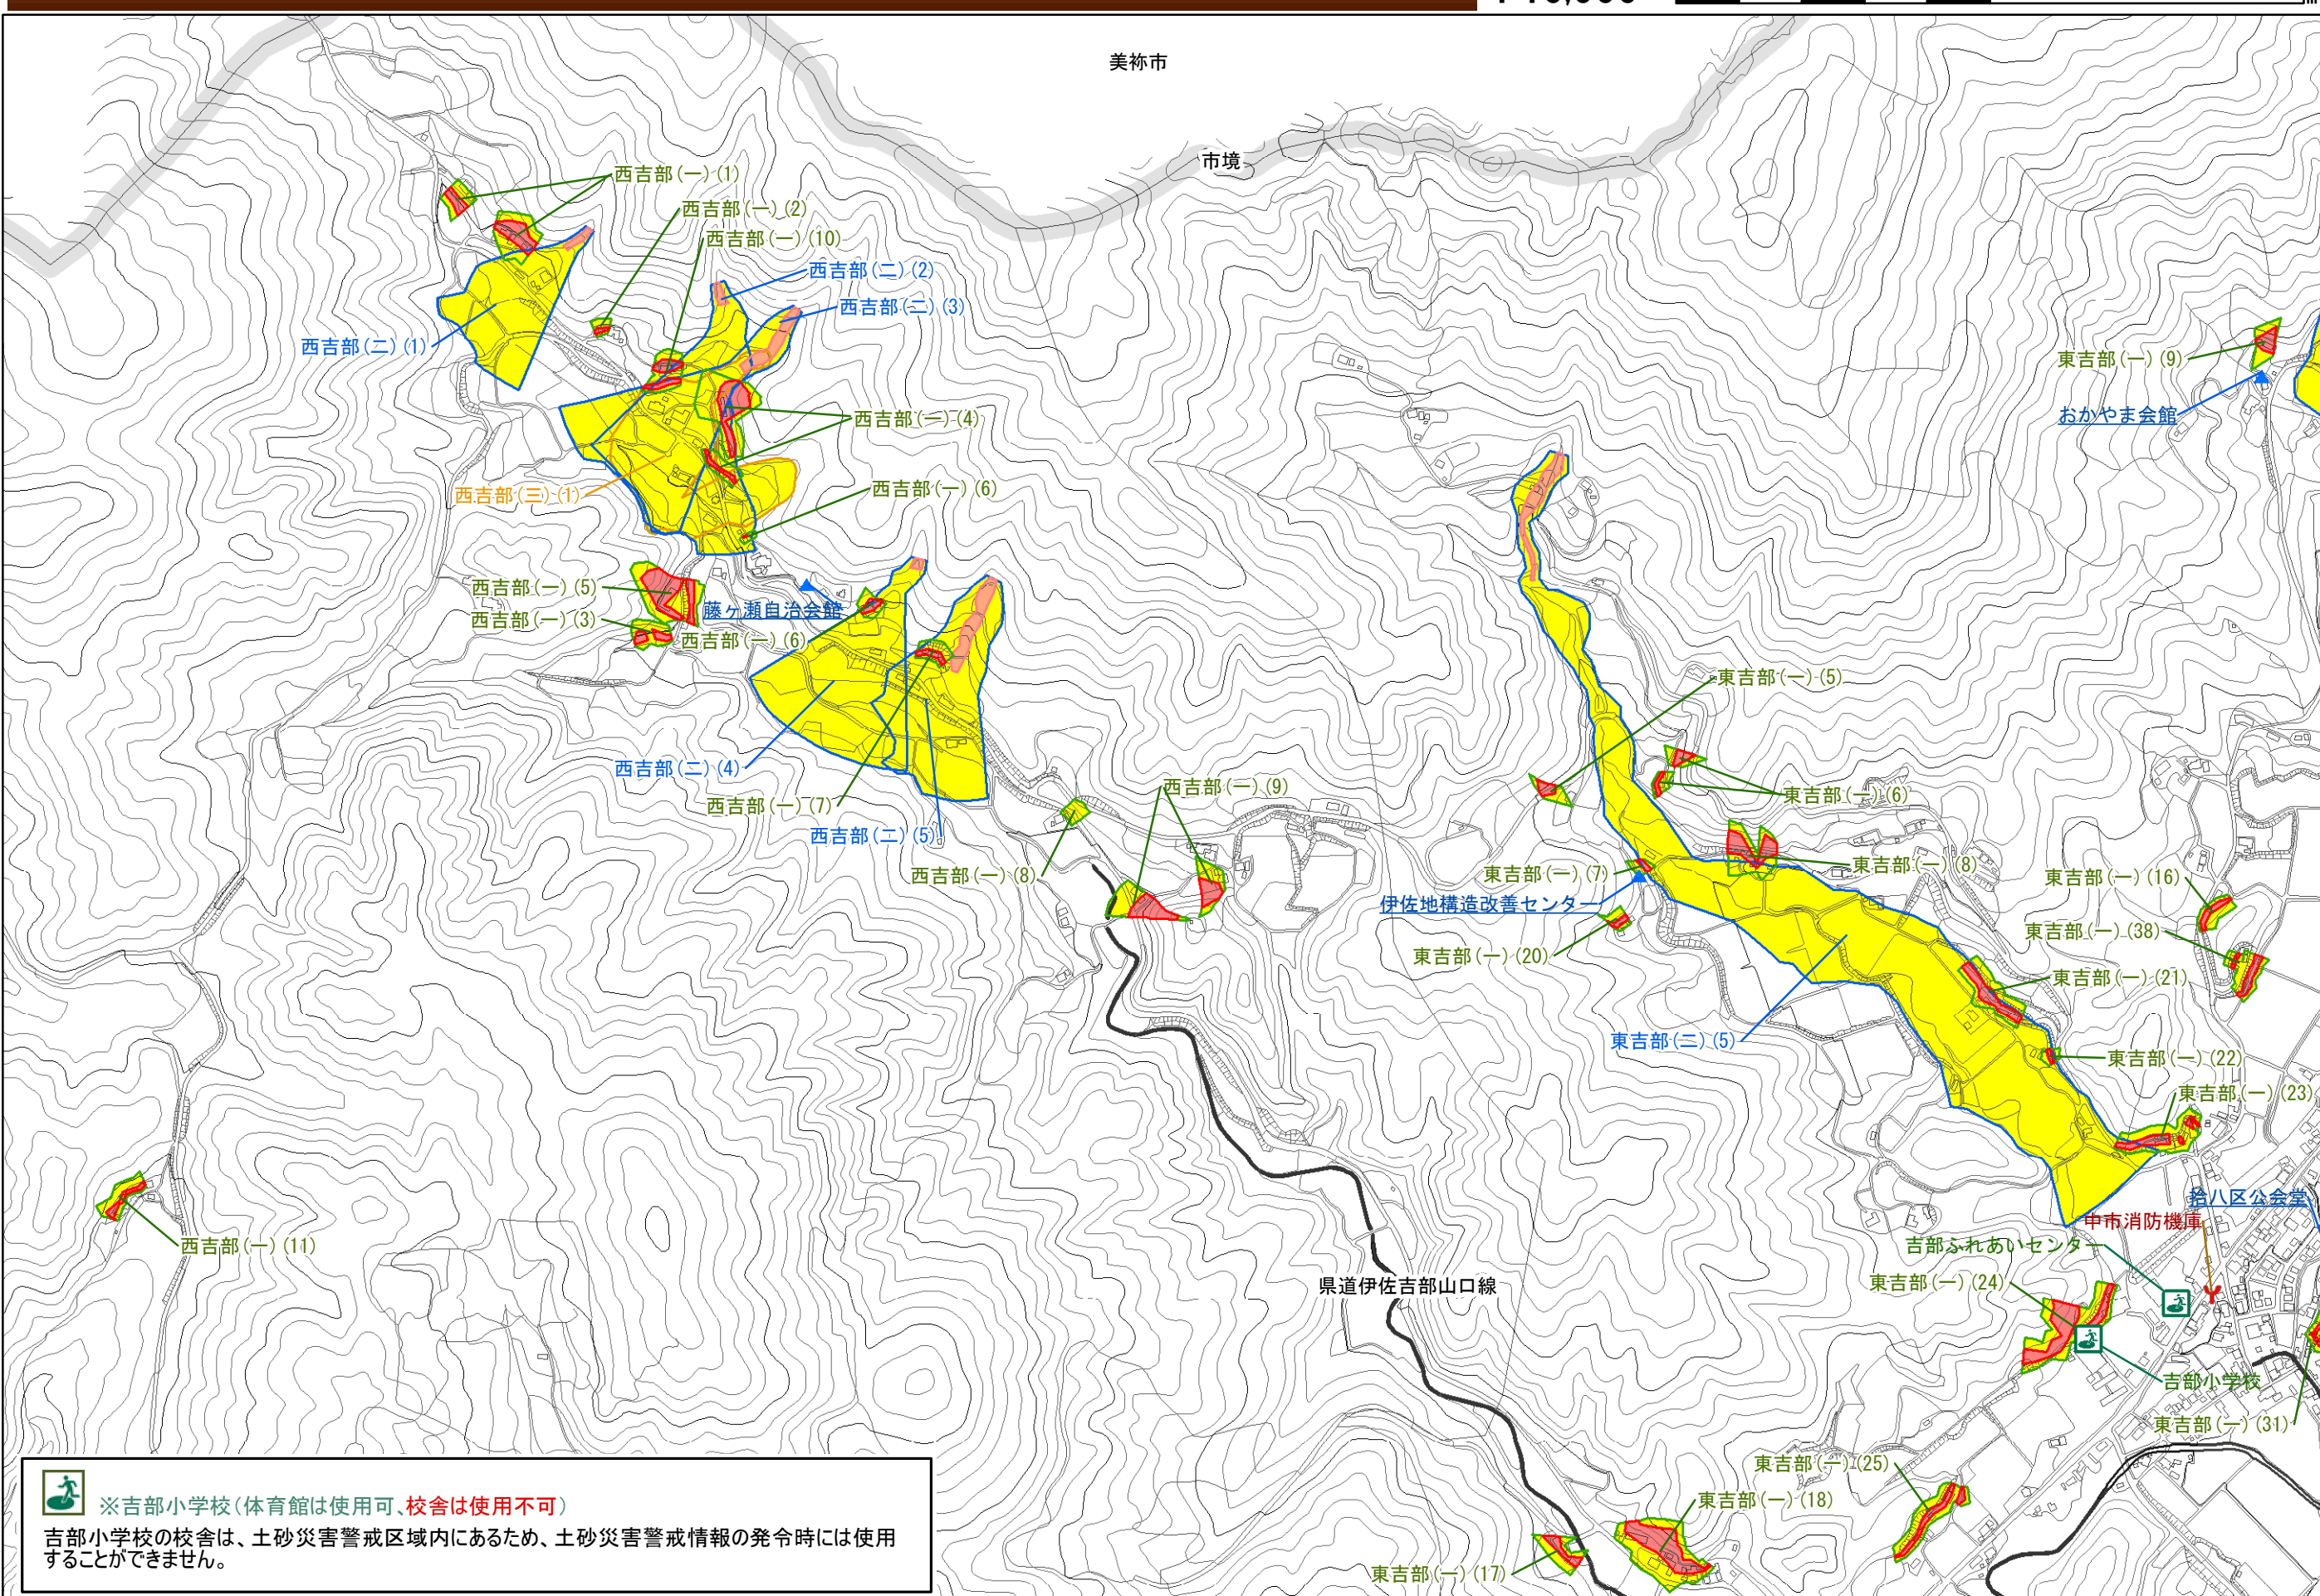 美祢市
市境
西吉部(一)(1)
西吉部(一)(2)
西吉部(一)(10)
西吉部(二)(2)
西吉部(二)(3)
西吉部(二)(1)
東吉部(一)(9)
おかやま会館
西吉部(一)(4)
西吉部(一)(6)
西吉部(三)(1)
西吉部(一)(5)
藤ヶ瀬自治会館
西吉部(一)(3)
西吉部(一)(6)
東吉部(一)(5)
西吉部(二)(4)
西吉部(一)(9)
東吉部(一)(6)
西吉部(一)(7)
西吉部(二)(5)
東吉部(一)(8)
西吉部(一)(8)
東吉部(一)(7)
東吉部(一)(16)
伊佐地構造改善センター
東吉部(一)(38)
東吉部(一)(20)
東吉部(一)(21)
東吉部(二)(5)
東吉部(一)(22)
東吉部(一)(23)
拾八区公会堂
中市消防機庫
吉部ふれあいセンター
西吉部(一)(11)
東吉部(一)(24)
県道伊佐吉部山口線
吉部小学校
東吉部(一)(31)
東吉部(一)(25)
東吉部(一)(18)
東吉部(一)(17)
※吉部小学校(体育館は使用可、校舎は使用不可)
吉部小学校の校舎は、土砂災害警戒区域内にあるため、土砂災害警戒情報の発令時には使用
することができません。